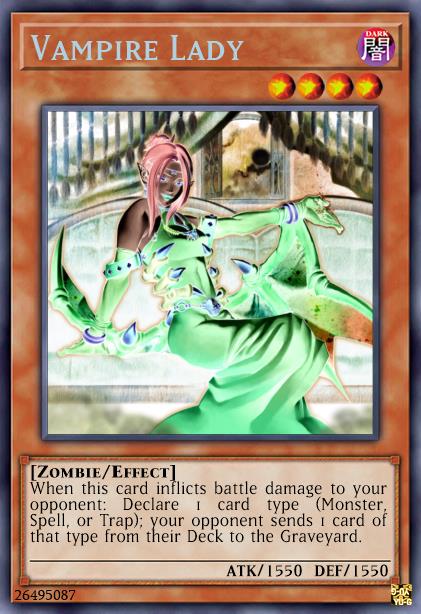 VAMPIRE LADY
DARK
闇
[ZOMBIE/EFFECT]
When this card inflicts battle damage to your
opponent: Declare 1 card type (Monster,
Spell, or Trap); your opponent sends 1 card of
that type from their Deck to the Graveyard.
ATK/1550 DEF/1550
26495087